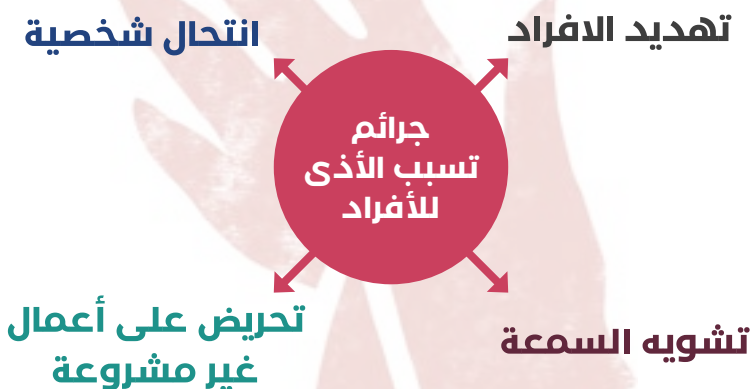 تهديد الافراد
انتحال شخصية
جرائم
تسبب الأذى
للأفراد
تشويه السمعة
تحريض على أعمال
غير مشروعة